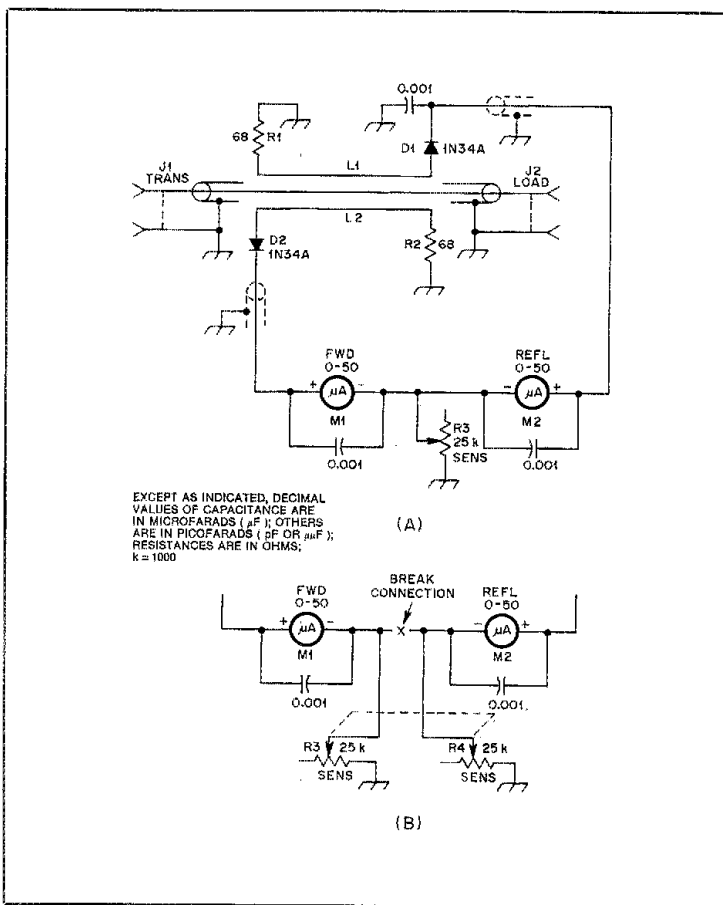 0.001
68
R1
D1
1N34A
L1
J1
TRANS
J2
LOAD
L2
D2
1N34A
R2
68
FWD
0-50
+
μA
-
M1
0.001
REFL
0-50
-
μA
+
M2
0.001
R3
25 k
SENS
EXCEPT AS INDICATED, DECIMAL
VALUES OF CAPACITANCE ARE
IN MICROFARADS ( μF ); OTHERS
ARE IN PICOFARADS ( pF OR μμF );
RESISTANCES ARE IN OHMS;
k = 1000
(A)
BREAK
CONNECTION
FWD
0-50
+
μA
-
M1
0.001
X
REFL
0-50
-
μA
+
M2
0.001
R3
25 k
SENS
R4
25 k
SENS
(B)